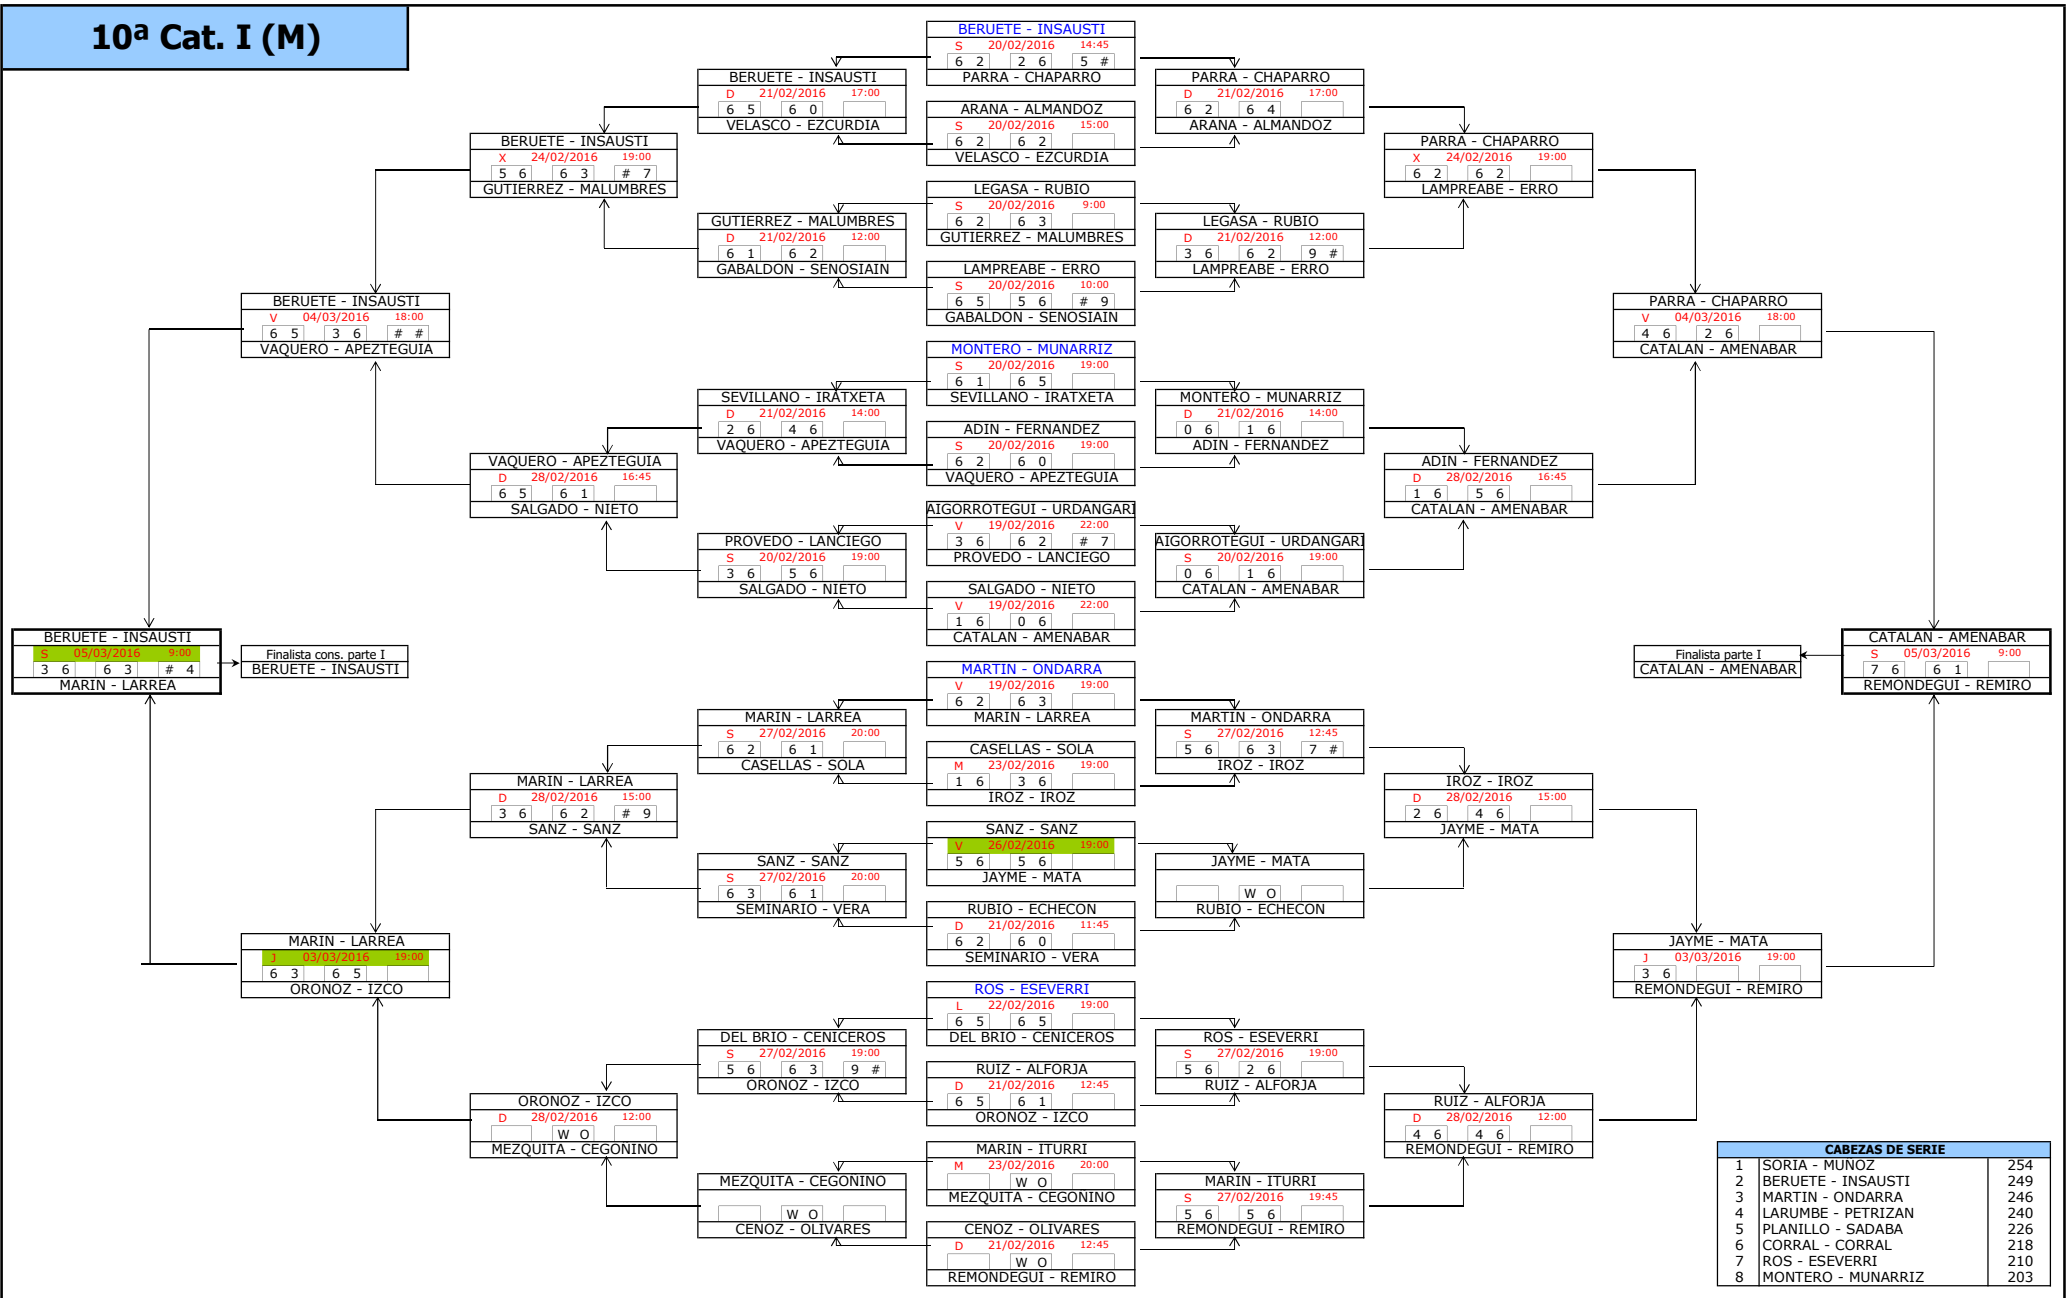 10ª Cat. I (M)
BERUETE - INSAUSTI
S 05/03/2016 9:00
3 6 6 3 # 4
MARIN - LARREA
Finalista cons. parte I
BERUETE - INSAUSTI
BERUETE - INSAUSTI
V 04/03/2016 18:00
6 5 3 6 # #
VAQUERO - APEZTEGUIA
MARIN - LARREA
J 03/03/2016 19:00
6 3 6 5
ORONOZ - IZCO
BERUETE - INSAUSTI
X 24/02/2016 19:00
5 6 6 3 # 7
GUTIERREZ - MALUMBRES
VAQUERO - APEZTEGUIA
D 28/02/2016 16:45
6 5 6 1
SALGADO - NIETO
MARIN - LARREA
D 28/02/2016 15:00
3 6 6 2 # 9
SANZ - SANZ
ORONOZ - IZCO
D 28/02/2016 12:00
W O
MEZQUITA - CEGOÑINO
BERUETE - INSAUSTI
D 21/02/2016 17:00
6 5 6 0
VELASCO - EZCURDIA
GUTIERREZ - MALUMBRES
D 21/02/2016 12:00
6 1 6 2
GABALDON - SENOSIAIN
SEVILLANO - IRATXETA
D 21/02/2016 14:00
2 6 4 6
VAQUERO - APEZTEGUIA
PROVEDO - LANCIEGO
S 20/02/2016 19:00
3 6 5 6
SALGADO - NIETO
MARIN - LARREA
S 27/02/2016 20:00
6 2 6 1
CASELLAS - SOLA
SANZ - SANZ
S 27/02/2016 20:00
6 3 6 1
SEMINARIO - VERA
DEL BRIO - CENICEROS
S 27/02/2016 19:00
5 6 6 3 9 #
ORONOZ - IZCO
MEZQUITA - CEGOÑINO
W O
CENOZ - OLIVARES
BERUETE - INSAUSTI
S 20/02/2016 14:45
6 2 2 6 5 #
PARRA - CHAPARRO
ARANA - ALMANDOZ
S 20/02/2016 15:00
6 2 6 2
VELASCO - EZCURDIA
LEGASA - RUBIO
S 20/02/2016 9:00
6 2 6 3
GUTIERREZ - MALUMBRES
LAMPREABE - ERRO
S 20/02/2016 10:00
6 5 5 6 # 9
GABALDON - SENOSIAIN
MONTERO - MUNARRIZ
S 20/02/2016 19:00
6 1 6 5
SEVILLANO - IRATXETA
ADIN - FERNANDEZ
S 20/02/2016 19:00
6 2 6 0
VAQUERO - APEZTEGUIA
AIGORROTEGUI - URDANGARI
V 19/02/2016 22:00
3 6 6 2 # 7
PROVEDO - LANCIEGO
SALGADO - NIETO
V 19/02/2016 22:00
1 6 0 6
CATALAN - AMENABAR
MARTIN - ONDARRA
V 19/02/2016 19:00
6 2 6 3
MARIN - LARREA
CASELLAS - SOLA
M 23/02/2016 19:00
1 6 3 6
IROZ - IROZ
SANZ - SANZ
V 26/02/2016 19:00
5 6 5 6
JAYME - MATA
RUBIO - ECHECON
D 21/02/2016 11:45
6 2 6 0
SEMINARIO - VERA
ROS - ESEVERRI
L 22/02/2016 19:00
6 5 6 5
DEL BRIO - CENICEROS
RUIZ - ALFORJA
D 21/02/2016 12:45
6 5 6 1
ORONOZ - IZCO
MARIN - ITURRI
M 23/02/2016 20:00
W O
MEZQUITA - CEGOÑINO
CENOZ - OLIVARES
D 21/02/2016 12:45
W O
REMONDEGUI - REMIRO
PARRA - CHAPARRO
D 21/02/2016 17:00
6 2 6 4
ARANA - ALMANDOZ
LEGASA - RUBIO
D 21/02/2016 12:00
3 6 6 2 9 #
LAMPREABE - ERRO
MONTERO - MUNARRIZ
D 21/02/2016 14:00
0 6 1 6
ADIN - FERNANDEZ
AIGORROTEGUI - URDANGARI
S 20/02/2016 19:00
0 6 1 6
CATALAN - AMENABAR
MARTIN - ONDARRA
S 27/02/2016 12:45
5 6 6 3 7 #
IROZ - IROZ
JAYME - MATA
W O
RUBIO - ECHECON
ROS - ESEVERRI
S 27/02/2016 19:00
5 6 2 6
RUIZ - ALFORJA
MARIN - ITURRI
S 27/02/2016 19:45
5 6 5 6
REMONDEGUI - REMIRO
PARRA - CHAPARRO
X 24/02/2016 19:00
6 2 6 2
LAMPREABE - ERRO
ADIN - FERNANDEZ
D 28/02/2016 16:45
1 6 5 6
CATALAN - AMENABAR
IROZ - IROZ
D 28/02/2016 15:00
2 6 4 6
JAYME - MATA
RUIZ - ALFORJA
D 28/02/2016 12:00
4 6 4 6
REMONDEGUI - REMIRO
PARRA - CHAPARRO
V 04/03/2016 18:00
4 6 2 6
CATALAN - AMENABAR
JAYME - MATA
J 03/03/2016 19:00
3 6
REMONDEGUI - REMIRO
Finalista parte I
CATALAN - AMENABAR
CATALAN - AMENABAR
S 05/03/2016 9:00
7 6 6 1
REMONDEGUI - REMIRO
CABEZAS DE SERIE
1 SORIA - MUÑOZ 254
2 BERUETE - INSAUSTI 249
3 MARTIN - ONDARRA 246
4 LARUMBE - PETRIZAN 240
5 PLANILLO - SADABA 226
6 CORRAL - CORRAL 218
7 ROS - ESEVERRI 210
8 MONTERO - MUNARRIZ 203